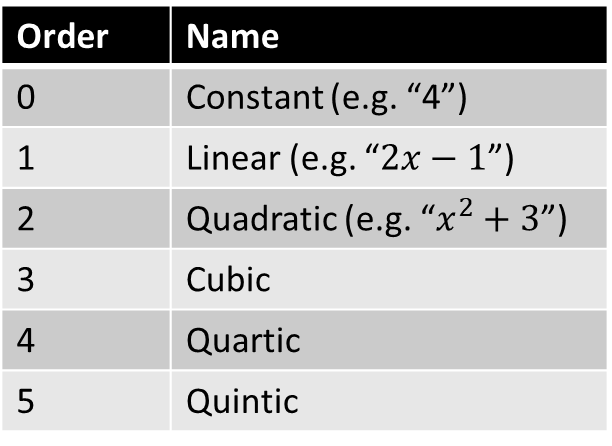 Order Name
0 Constant (e.g. “4”)
1 Linear (e.g. “2x − 1”)
2 Quadratic (e.g. “x² + 3”)
3 Cubic
4 Quartic
5 Quintic